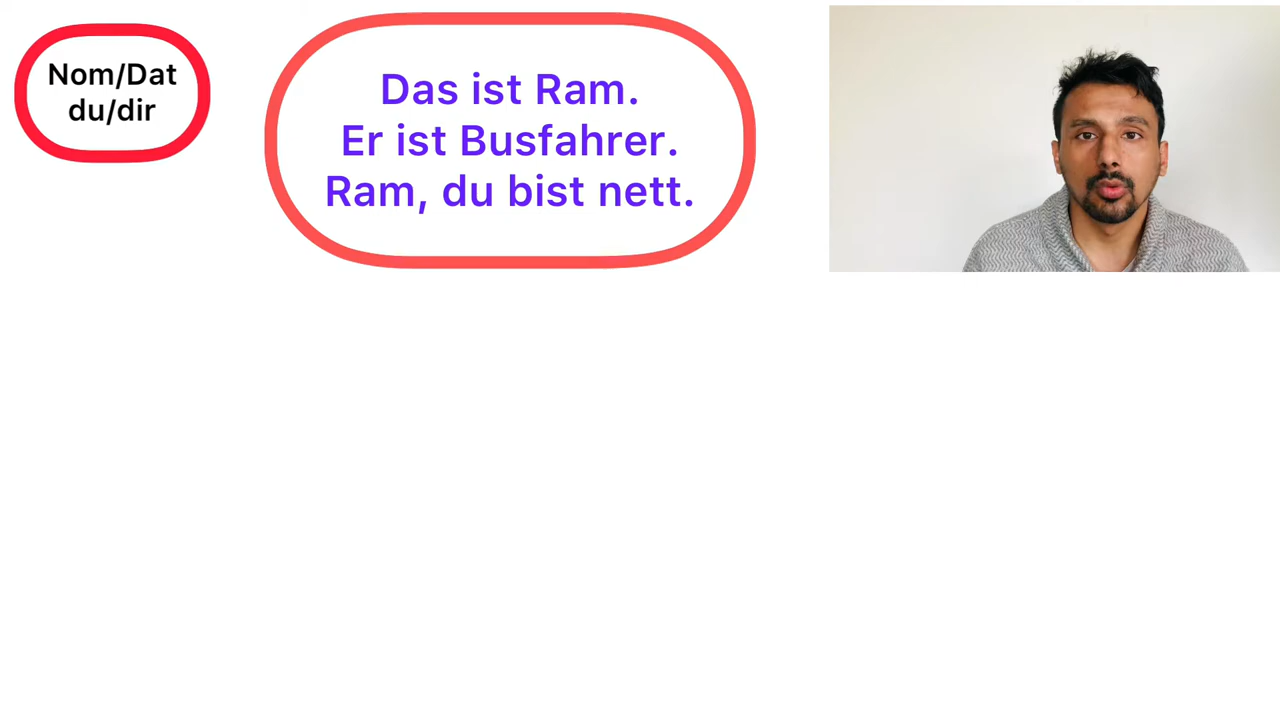 Nom/Dat
du/dir
Das ist Ram.
Er ist Busfahrer.
Ram, du bist nett.